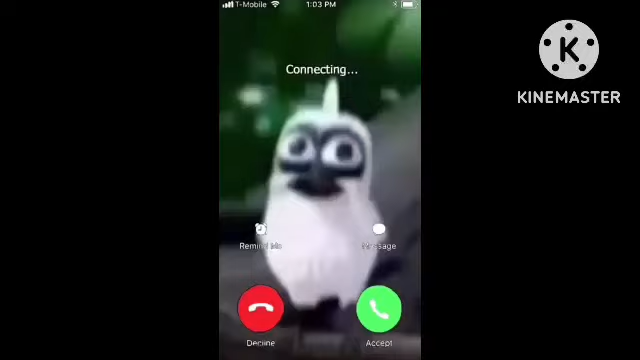 T-Mobile 1:03 PM
Connecting...
KINEMASTER
Remind Me Message
Decline Accept